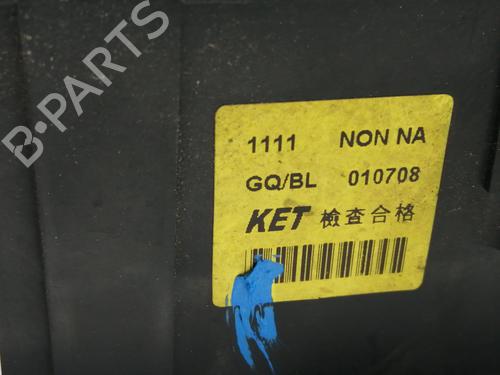 B-PARTS
1111 NON NA
GQ/BL 010708
KET 檢查合格